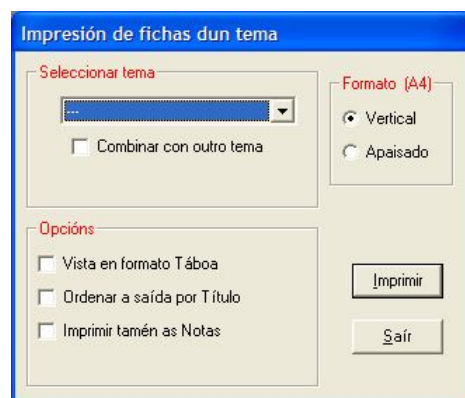 Impresión de fichas dun tema
Seleccionar tema
---
Combinar con outro tema
Formato (A4)
Vertical
Apaisado
Opcións
Vista en formato Táboa
Ordenar a saída por Título
Imprimir tamén as Notas
Imprimir
Saír